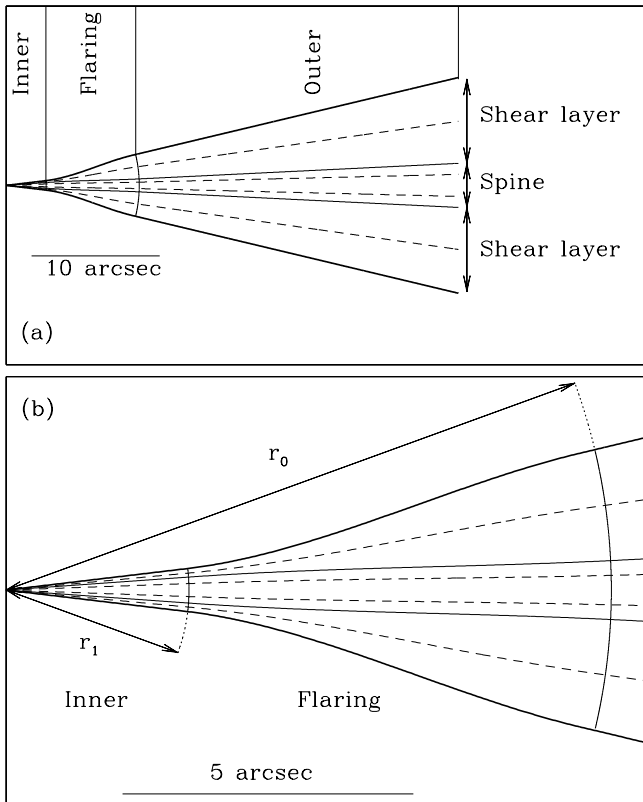 Inner
Flaring
Outer
Shear layer
Spine
Shear layer
10 arcsec
(a)
(b)
r₀
r₁
Inner
Flaring
5 arcsec